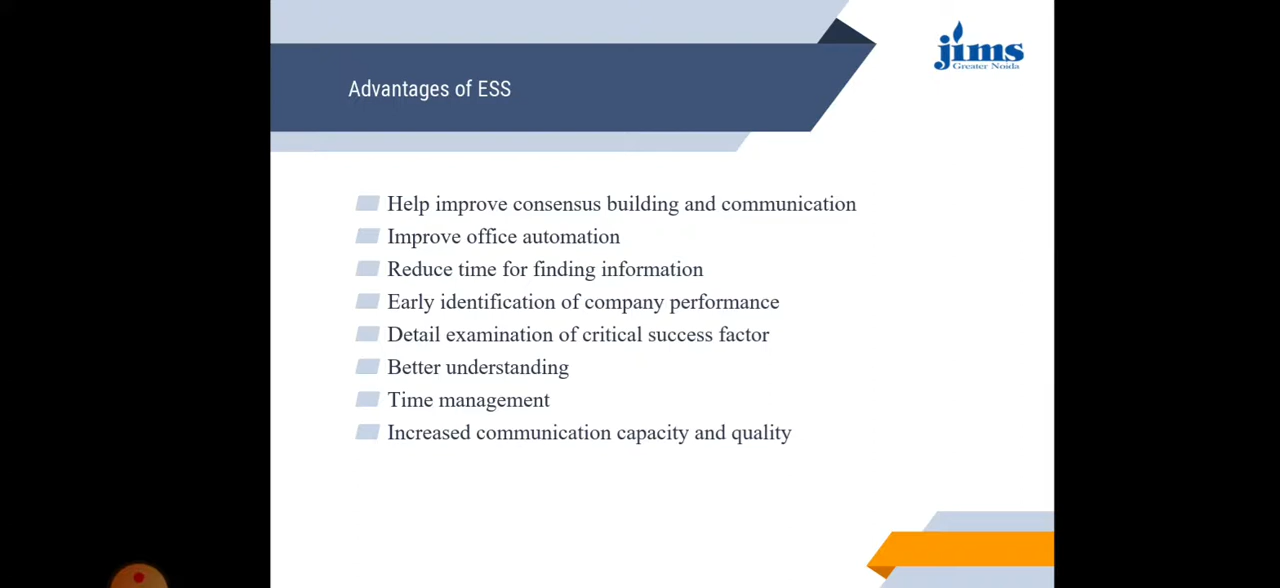 jims
Greater Noida
Advantages of ESS
Help improve consensus building and communication
Improve office automation
Reduce time for finding information
Early identification of company performance
Detail examination of critical success factor
Better understanding
Time management
Increased communication capacity and quality